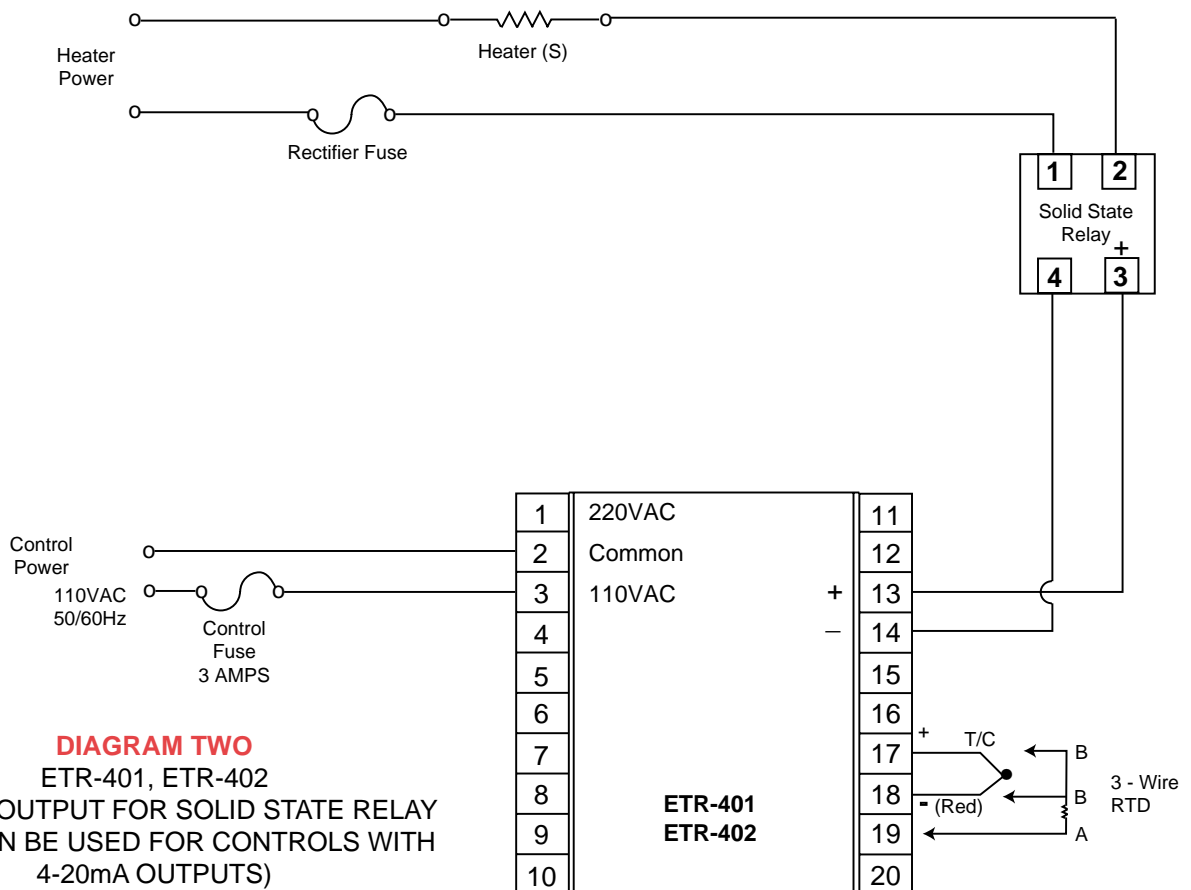 Heater
Power
Heater (S)
Rectifier Fuse
1 2
Solid State
Relay
+
4 3
Control
Power
110VAC
50/60Hz
Control
Fuse
3 AMPS
1 220VAC 11
2 Common 12
3 110VAC + 13
4 – 14
5 15
6 16
7 17
8 18
9 19
10 20
ETR-401
ETR-402
+ T/C
- (Red)
B
B
A
3 - Wire
RTD
DIAGRAM TWO
ETR-401, ETR-402
OUTPUT FOR SOLID STATE RELAY
N BE USED FOR CONTROLS WITH
4-20mA OUTPUTS)